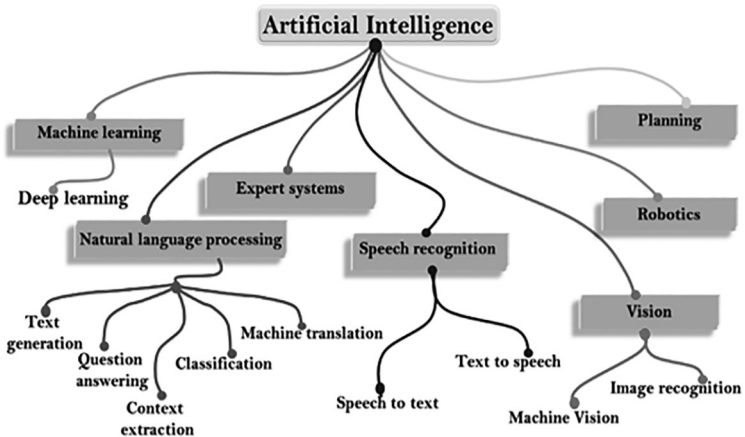 Artificial Intelligence
Machine learning
Deep learning
Expert systems
Planning
Robotics
Natural language processing
Text
generation
Question
answering
Context
extraction
Classification
Machine translation
Speech recognition
Speech to text
Text to speech
Vision
Machine Vision
Image recognition